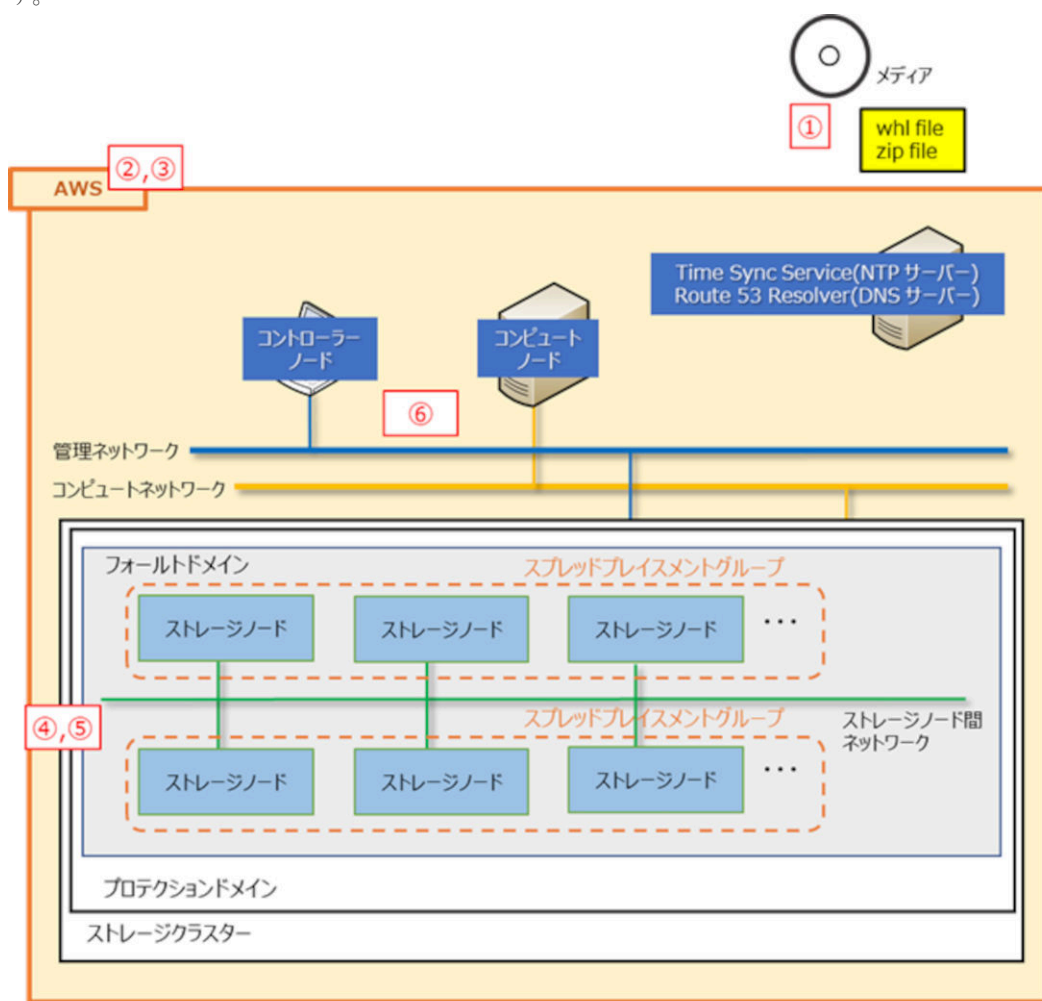 す。
メディア
①
whl file
zip file
②,③
AWS
Time Sync Service(NTP サーバー)
Route 53 Resolver(DNS サーバー)
コントローラー
ノード
コンピュート
ノード
⑥
管理ネットワーク
コンピュートネットワーク
フォールトドメイン
スプレッドプレイスメントグループ
ストレージノード
ストレージノード
ストレージノード
・・・
④,⑤
スプレッドプレイスメントグループ
ストレージノード間
ネットワーク
ストレージノード
ストレージノード
ストレージノード
・・・
プロテクションドメイン
ストレージクラスター